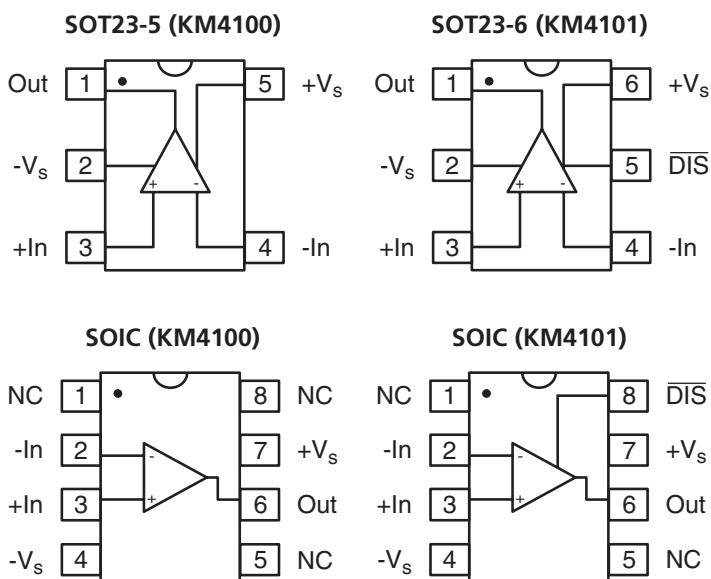 SOT23-5 (KM4100)
Out 1 5 +Vs
-Vs 2
+ -
+In 3 4 -In
SOT23-6 (KM4101)
Out 1 6 +Vs
-Vs 2 5 D̅I̅S̅
+ -
+In 3 4 -In
SOIC (KM4100)
NC 1 8 NC
-In 2 - 7 +Vs
+In 3 + 6 Out
-Vs 4 5 NC
SOIC (KM4101)
NC 1 8 D̅I̅S̅
-In 2 - 7 +Vs
+In 3 + 6 Out
-Vs 4 5 NC